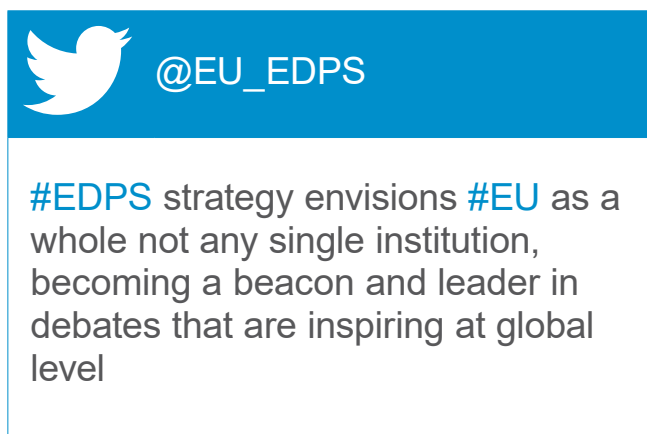 @EU_EDPS
#EDPS strategy envisions #EU as a
whole not any single institution,
becoming a beacon and leader in
debates that are inspiring at global
level